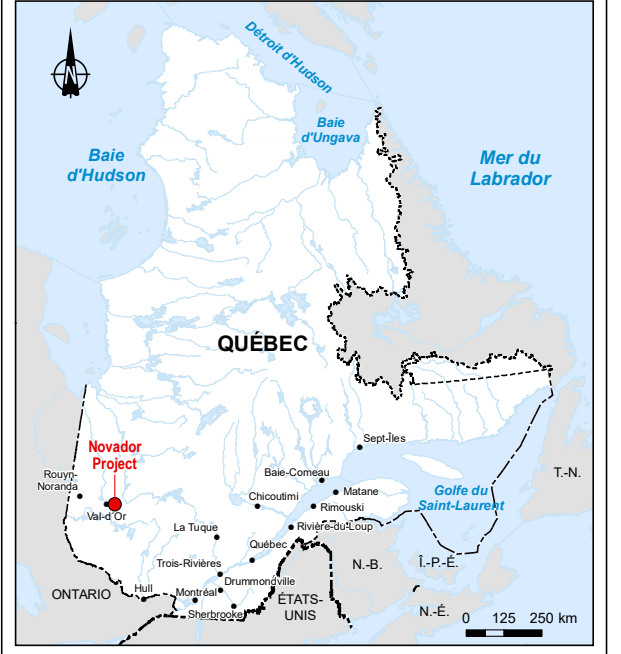 N
Détroit d'Hudson
Baie
d'Ungava
Baie
d'Hudson
Mer du
Labrador
QUÉBEC
Sept-Îles
Novador
Project
Baie-Comeau
Rouyn-
Noranda
Matane
Golfe du
Saint-Laurent
T.-N.
Chicoutimi
Rimouski
Val-d'Or
La Tuque
Rivière-du-Loup
Québec
Trois-Rivières
N.-B.
Î.-P.-É.
Drummondville
Hull
ONTARIO
Montréal
ÉTATS-
UNIS
N.-É.
Sherbrooke
0 125 250 km